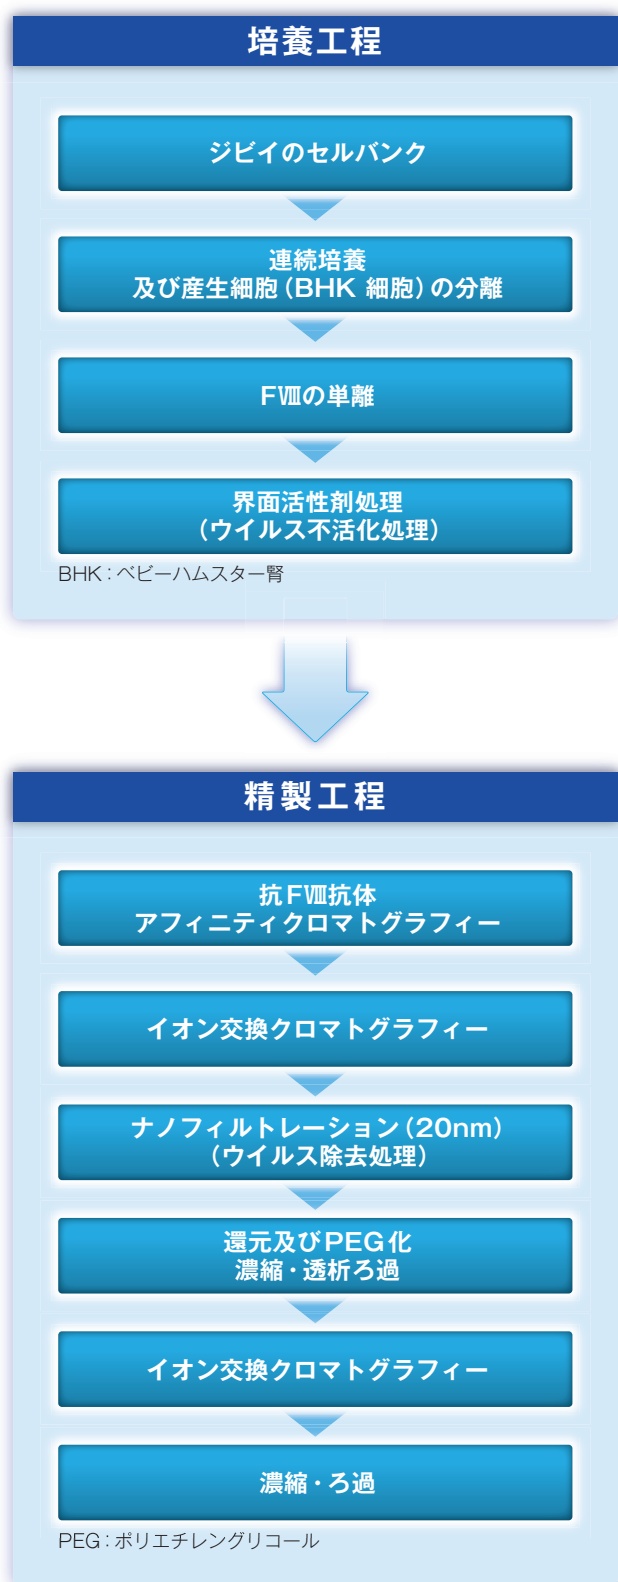 培養工程
ジビイのセルバンク
連続培養
及び産生細胞（BHK 細胞）の分離
FⅧの単離
界面活性剤処理
（ウイルス不活化処理）
BHK：ベビーハムスター腎
精製工程
抗FⅧ抗体
アフィニティクロマトグラフィー
イオン交換クロマトグラフィー
ナノフィルトレーション（20nm）
（ウイルス除去処理）
還元及びPEG化
濃縮・透析ろ過
イオン交換クロマトグラフィー
濃縮・ろ過
PEG：ポリエチレングリコール